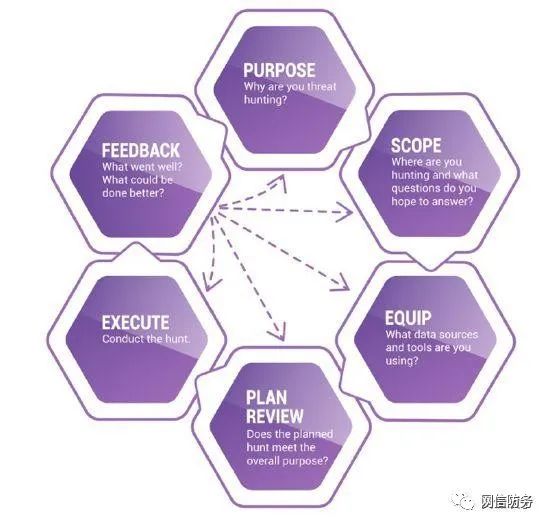 PURPOSE
Why are you threat
hunting?
SCOPE
Where are you
hunting and what
questions do you
hope to answer?
EQUIP
What data sources
and tools are you
using?
PLAN
REVIEW
Does the planned
hunt meet the
overall purpose?
EXECUTE
Conduct the hunt.
FEEDBACK
What went well?
What could be
done better?
网信防务